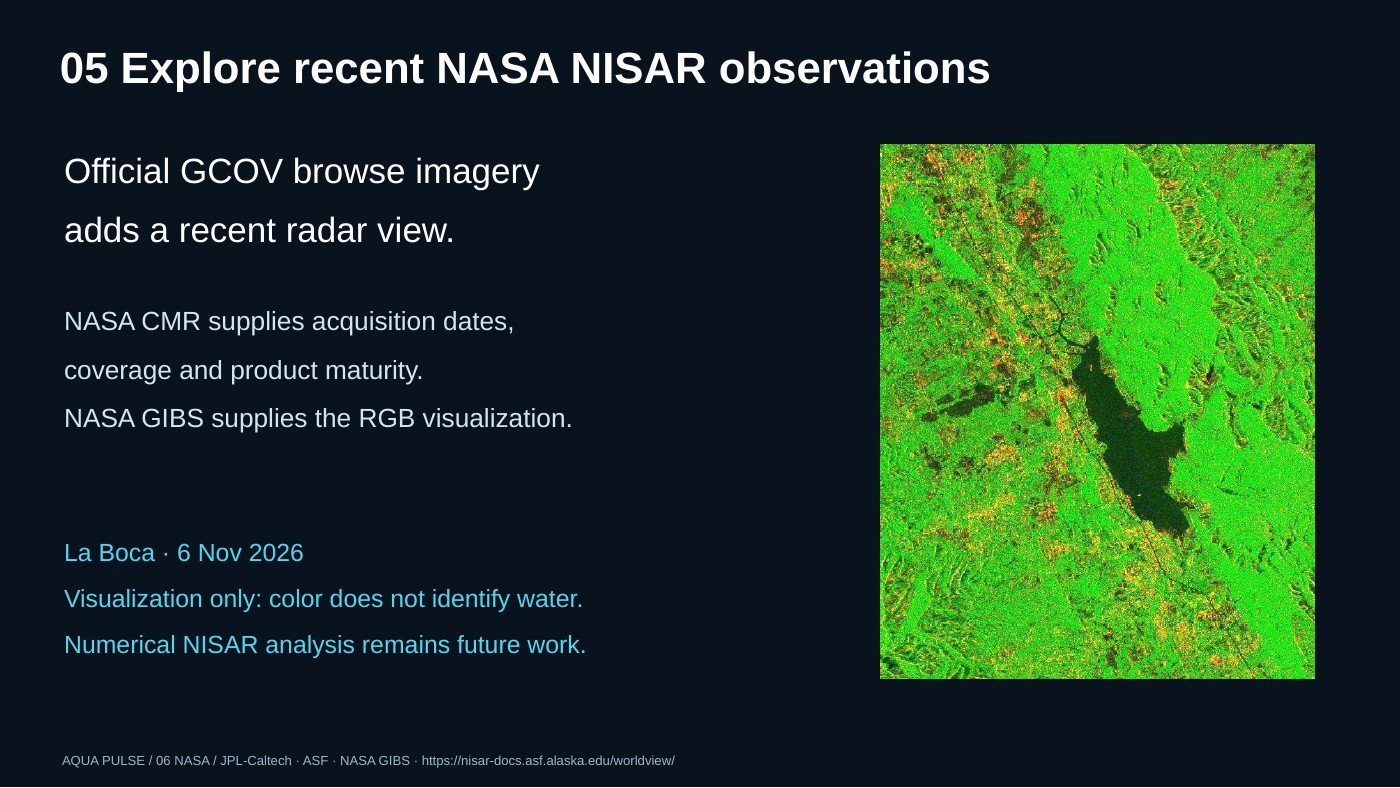 05 Explore recent NASA NISAR observations
Official GCOV browse imagery
adds a recent radar view.
NASA CMR supplies acquisition dates,
coverage and product maturity.
NASA GIBS supplies the RGB visualization.
La Boca · 6 Nov 2026
Visualization only: color does not identify water.
Numerical NISAR analysis remains future work.
AQUA PULSE / 06 NASA / JPL-Caltech · ASF · NASA GIBS · https://nisar-docs.asf.alaska.edu/worldview/